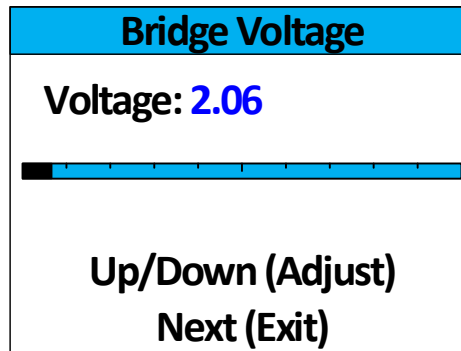 Bridge Voltage
Voltage: 2.06
Up/Down (Adjust)
Next (Exit)